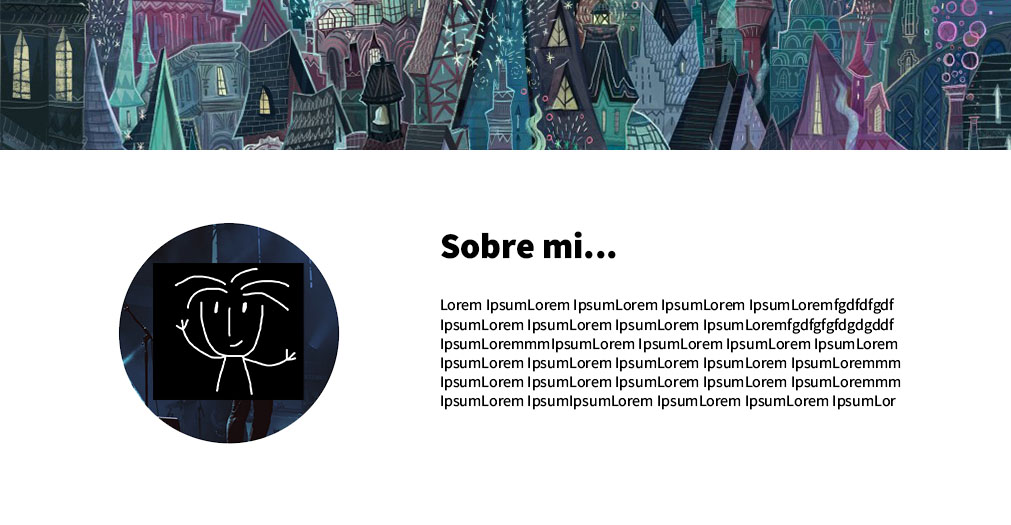 Sobre mi...
Lorem IpsumLorem IpsumLorem IpsumLorem IpsumLoremfgdfdfgdf
IpsumLorem IpsumLorem IpsumLorem IpsumLoremfgdfgfgfdgdgddf
IpsumLoremmmIpsumLorem IpsumLorem IpsumLorem IpsumLorem
IpsumLorem IpsumLorem IpsumLorem IpsumLorem IpsumLoremmm
IpsumLorem IpsumLorem IpsumLorem IpsumLorem IpsumLoremmm
IpsumLorem IpsumIpsumLorem IpsumLorem IpsumLorem IpsumLor